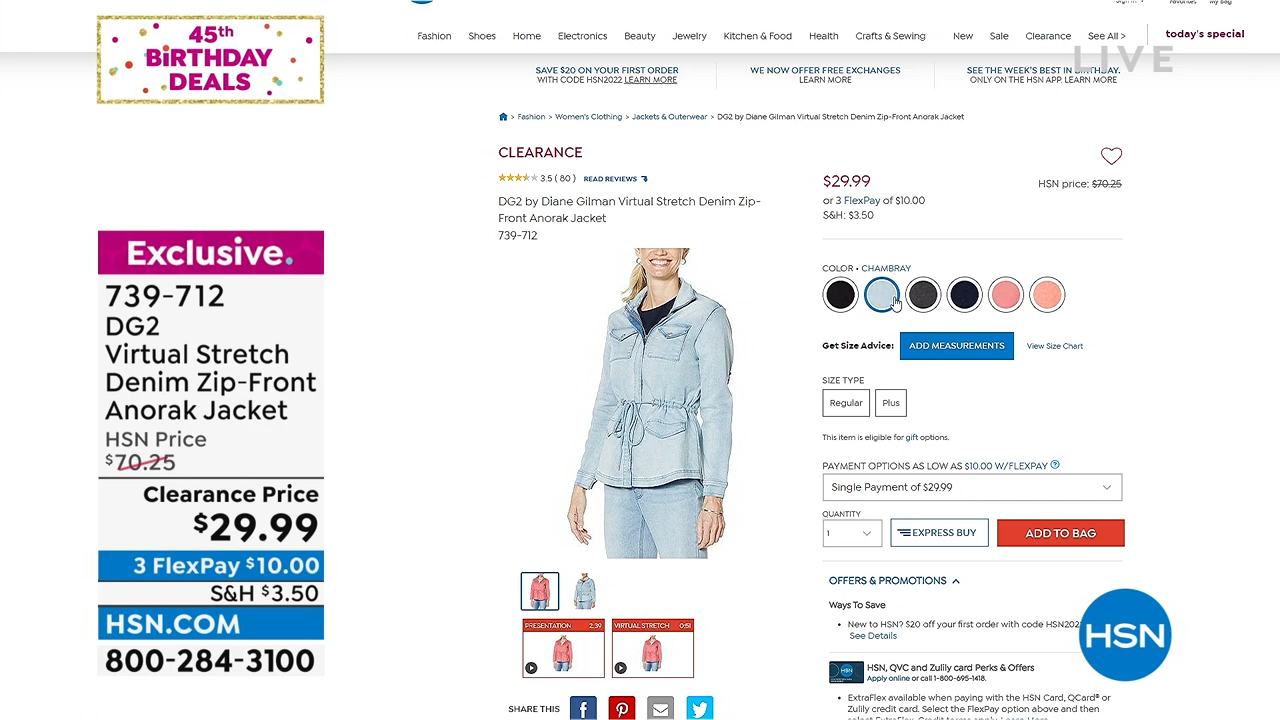 45th
BiRTHDAY
DEALS
Exclusive.
739-712
DG2
Virtual Stretch
Denim Zip-Front
Anorak Jacket
HSN Price
$70.25
Clearance Price
$29.99
3 FlexPay $10.00
S&H $3.50
HSN.COM
800-284-3100
Fashion Shoes Home Electronics Beauty Jewelry Kitchen & Food Health Crafts & Sewing New Sale Clearance See All > today's special
LIVE
SAVE $20 ON YOUR FIRST ORDER
WITH CODE HSN2022 LEARN MORE
WE NOW OFFER FREE EXCHANGES
LEARN MORE
SEE THE WEEK'S BEST IN BIRTHDAY.
ONLY ON THE HSN APP. LEARN MORE
> Fashion > Women's Clothing > Jackets & Outerwear > DG2 by Diane Gilman Virtual Stretch Denim Zip-Front Anorak Jacket
CLEARANCE
3.5 ( 80 ) READ REVIEWS
DG2 by Diane Gilman Virtual Stretch Denim Zip-
Front Anorak Jacket
739-712
PRESENTATION 2:39
VIRTUAL STRETCH 0:51
SHARE THIS
$29.99
HSN price: $70.25
or 3 FlexPay of $10.00
S&H: $3.50
COLOR • CHAMBRAY
Get Size Advice: ADD MEASUREMENTS View Size Chart
SIZE TYPE
Regular Plus
This item is eligible for gift options.
PAYMENT OPTIONS AS LOW AS $10.00 W/FLEXPAY ?
Single Payment of $29.99
QUANTITY
1 EXPRESS BUY ADD TO BAG
OFFERS & PROMOTIONS
Ways To Save
• New to HSN? $20 off your first order with code HSN202
See Details
HSN, QVC and Zulily card Perks & Offers
Apply online or call 1-800-695-1418.
• ExtraFlex available when paying with the HSN Card, QCard® or
Zulily credit card. Select the FlexPay option above and then
select ExtraFlex. Credit terms apply. Learn More
HSN